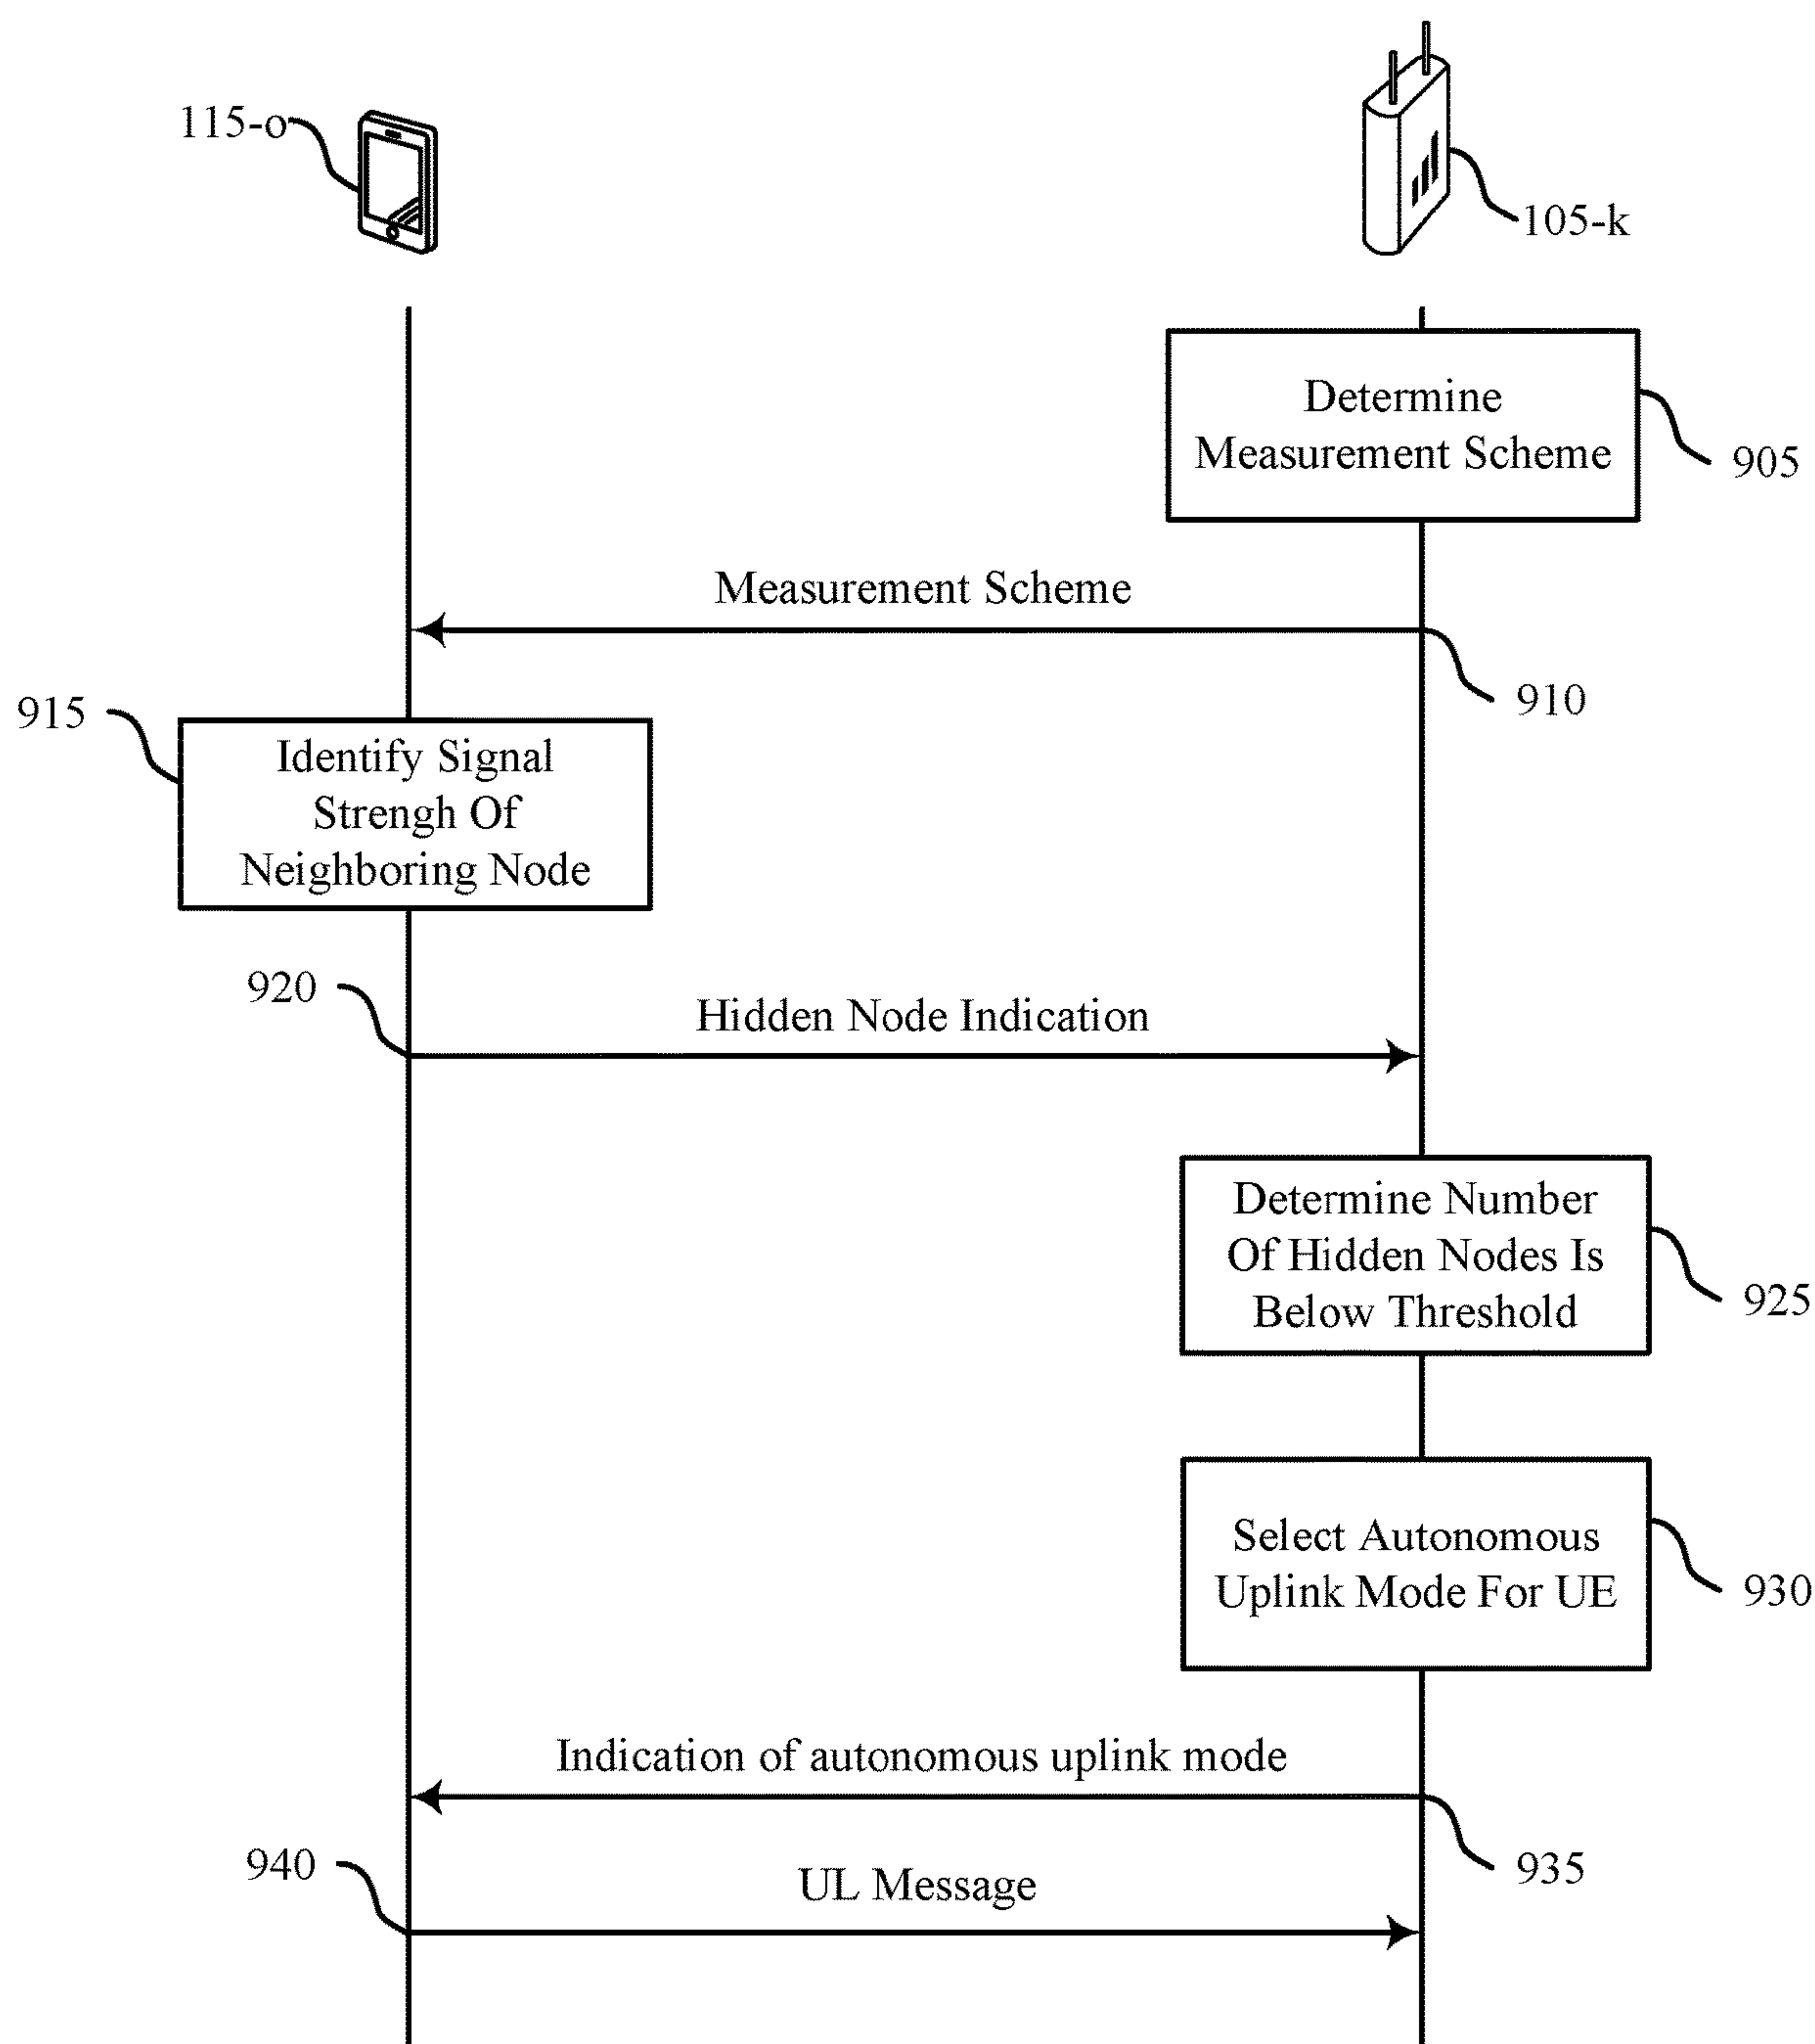 115-o
105-k
Determine
Measurement Scheme
905
Measurement Scheme
910
915
Identify Signal
Strengh Of
Neighboring Node
920
Hidden Node Indication
Determine Number
Of Hidden Nodes Is
Below Threshold
925
Select Autonomous
Uplink Mode For UE
930
Indication of autonomous uplink mode
935
940
UL Message